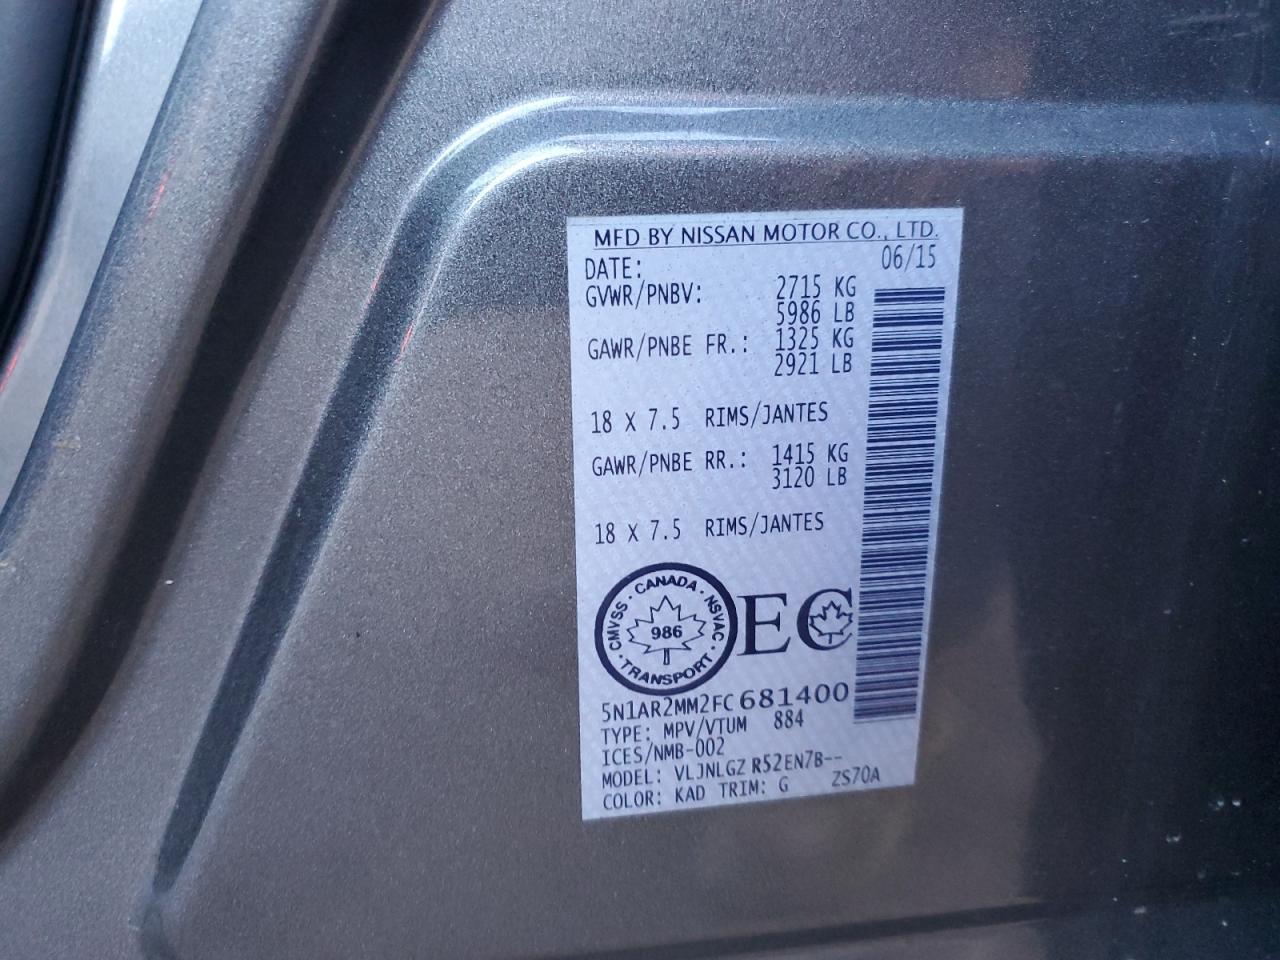 MFD BY NISSAN MOTOR CO., LTD.
DATE: 06/15
GVWR/PNBV: 2715 KG
5986 LB
GAWR/PNBE FR.: 1325 KG
2921 LB
18 X 7.5 RIMS/JANTES
GAWR/PNBE RR.: 1415 KG
3120 LB
18 X 7.5 RIMS/JANTES
CMVSS · CANADA · NSVAC · TRANSPORT ·
986
EC
5N1AR2MM2FC681400
TYPE: MPV/VTUM 884
ICES/NMB-002
MODEL: VLJNLGZ R52EN7B--
COLOR: KAD TRIM: G ZS70A